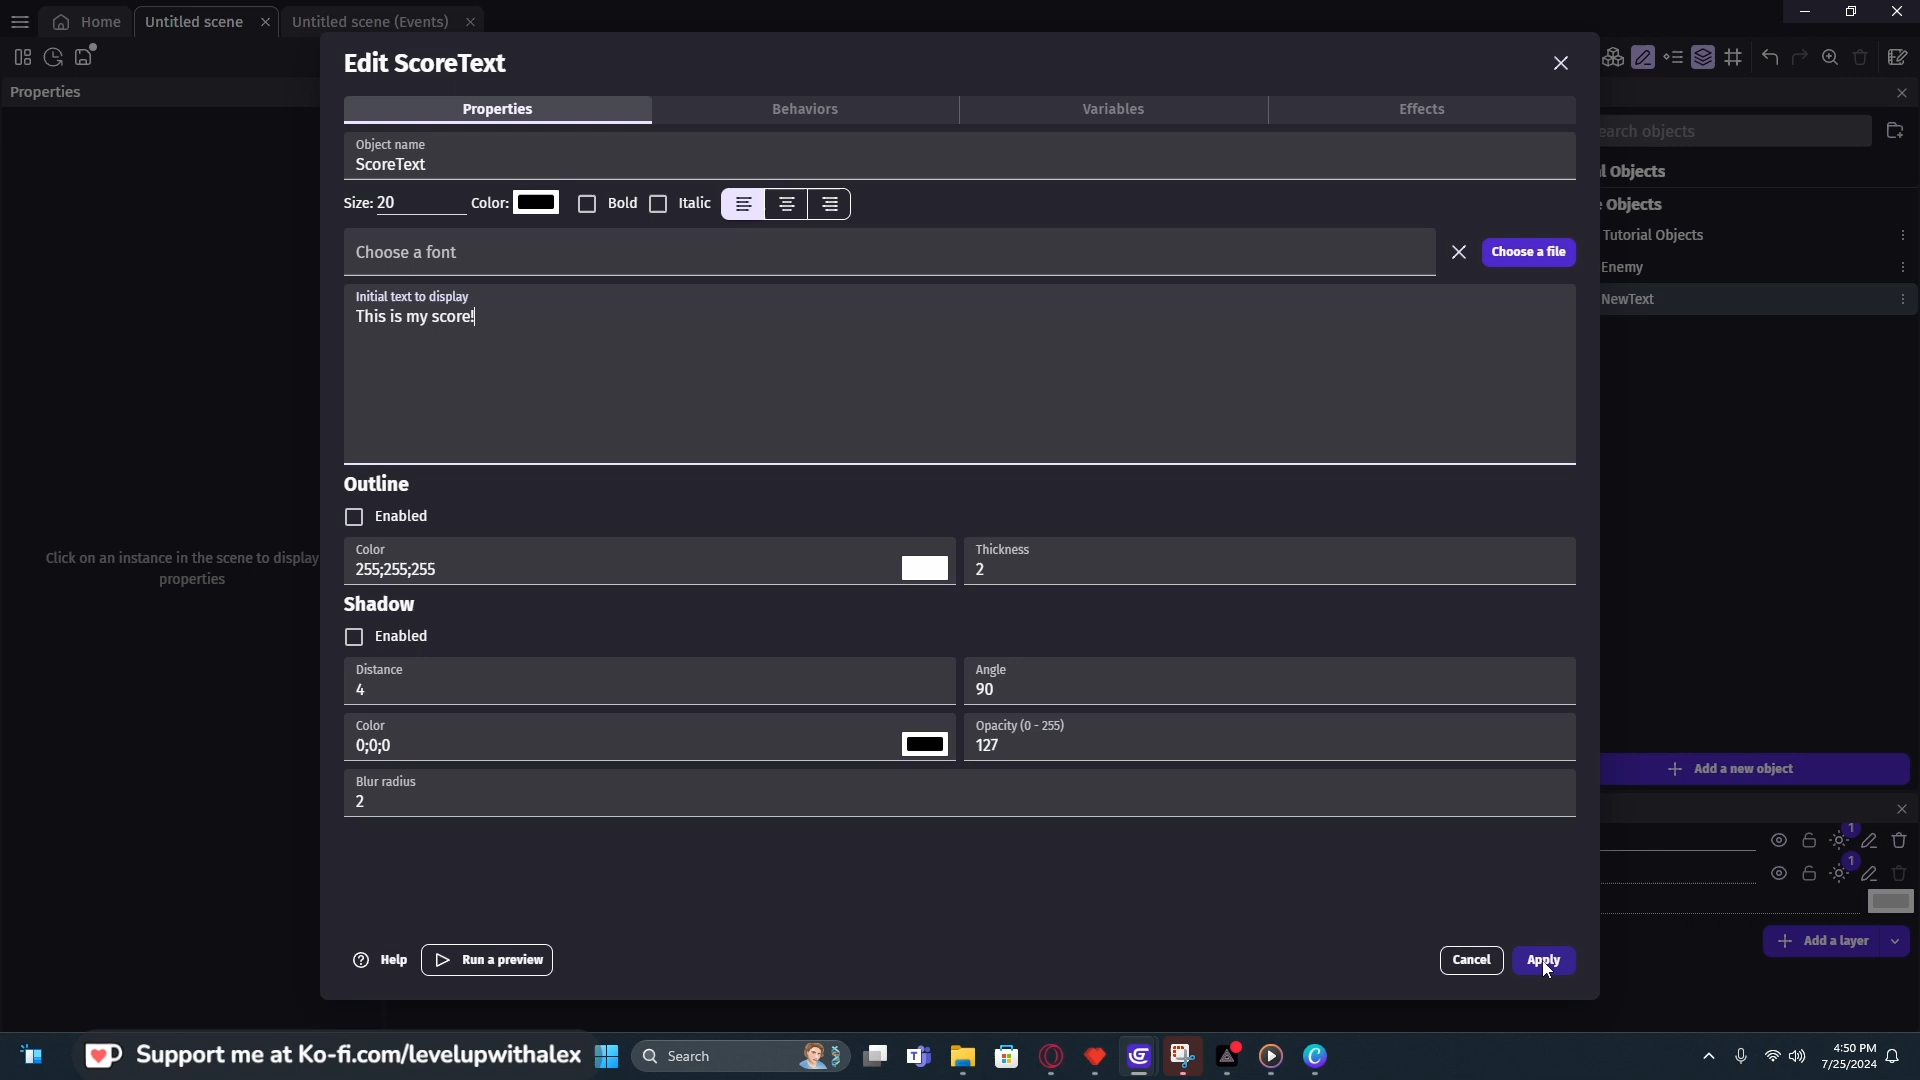 Home
Untitled scene
Untitled scene (Events)
Properties
Edit ScoreText
Properties
Behaviors
Variables
Effects
Object name
ScoreText
Size: 20
Color:
Bold
Italic
Choose a font
Choose a file
Initial text to display
This is my score!
Outline
Enabled
Color
255;255;255
Thickness
2
Shadow
Enabled
Distance
4
Angle
90
Color
0;0;0
Opacity (0 - 255)
127
Blur radius
2
Help
Run a preview
Cancel
Apply
Click on an instance in the scene to display
properties
earch objects
l Objects
e Objects
Tutorial Objects
Enemy
NewText
Add a new object
1
1
Add a layer
Support me at Ko-fi.com/levelupwithalex
Search
4:50 PM
7/25/2024